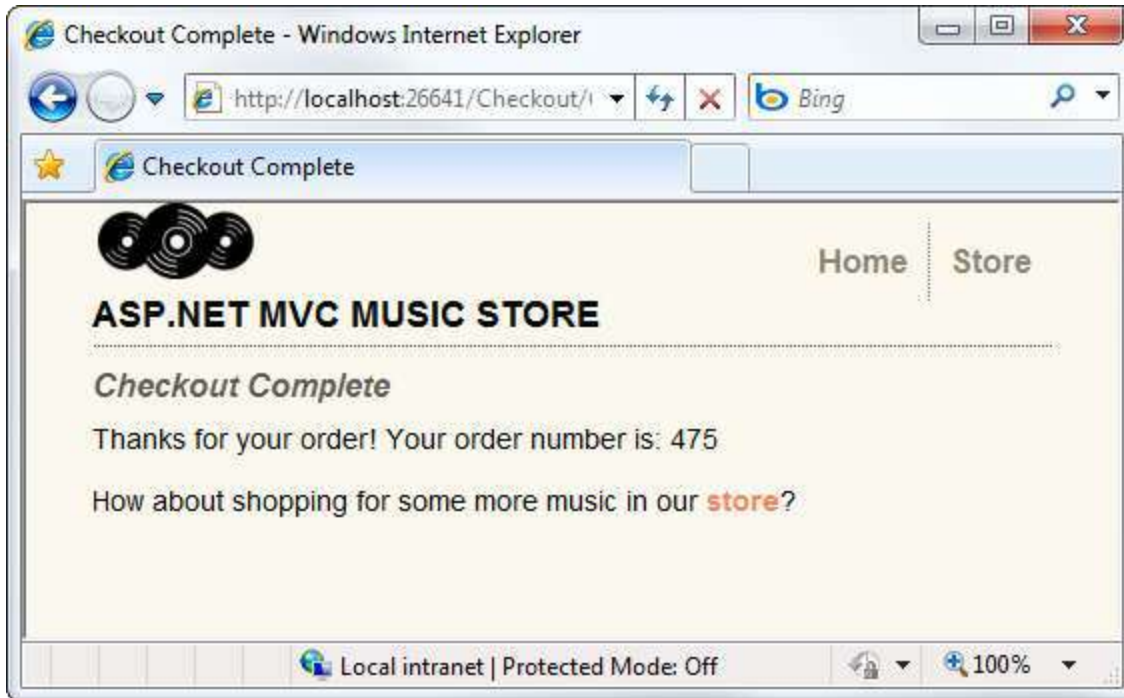 Checkout Complete - Windows Internet Explorer
http://localhost:26641/Checkout/
Bing
Checkout Complete
Home
Store
ASP.NET MVC MUSIC STORE
Checkout Complete
Thanks for your order! Your order number is: 475
How about shopping for some more music in our store?
Local intranet | Protected Mode: Off
100%